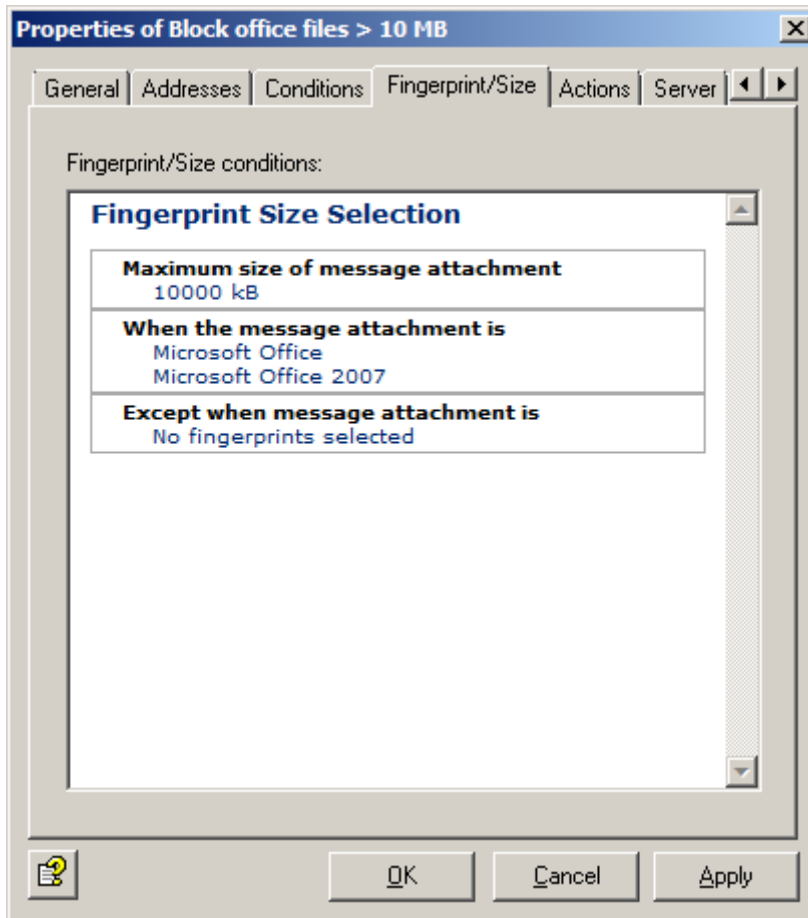 Properties of Block office files > 10 MB
General Addresses Conditions Fingerprint/Size Actions Server
Fingerprint/Size conditions:
Fingerprint Size Selection
Maximum size of message attachment
10000 kB
When the message attachment is
Microsoft Office
Microsoft Office 2007
Except when message attachment is
No fingerprints selected
OK Cancel Apply